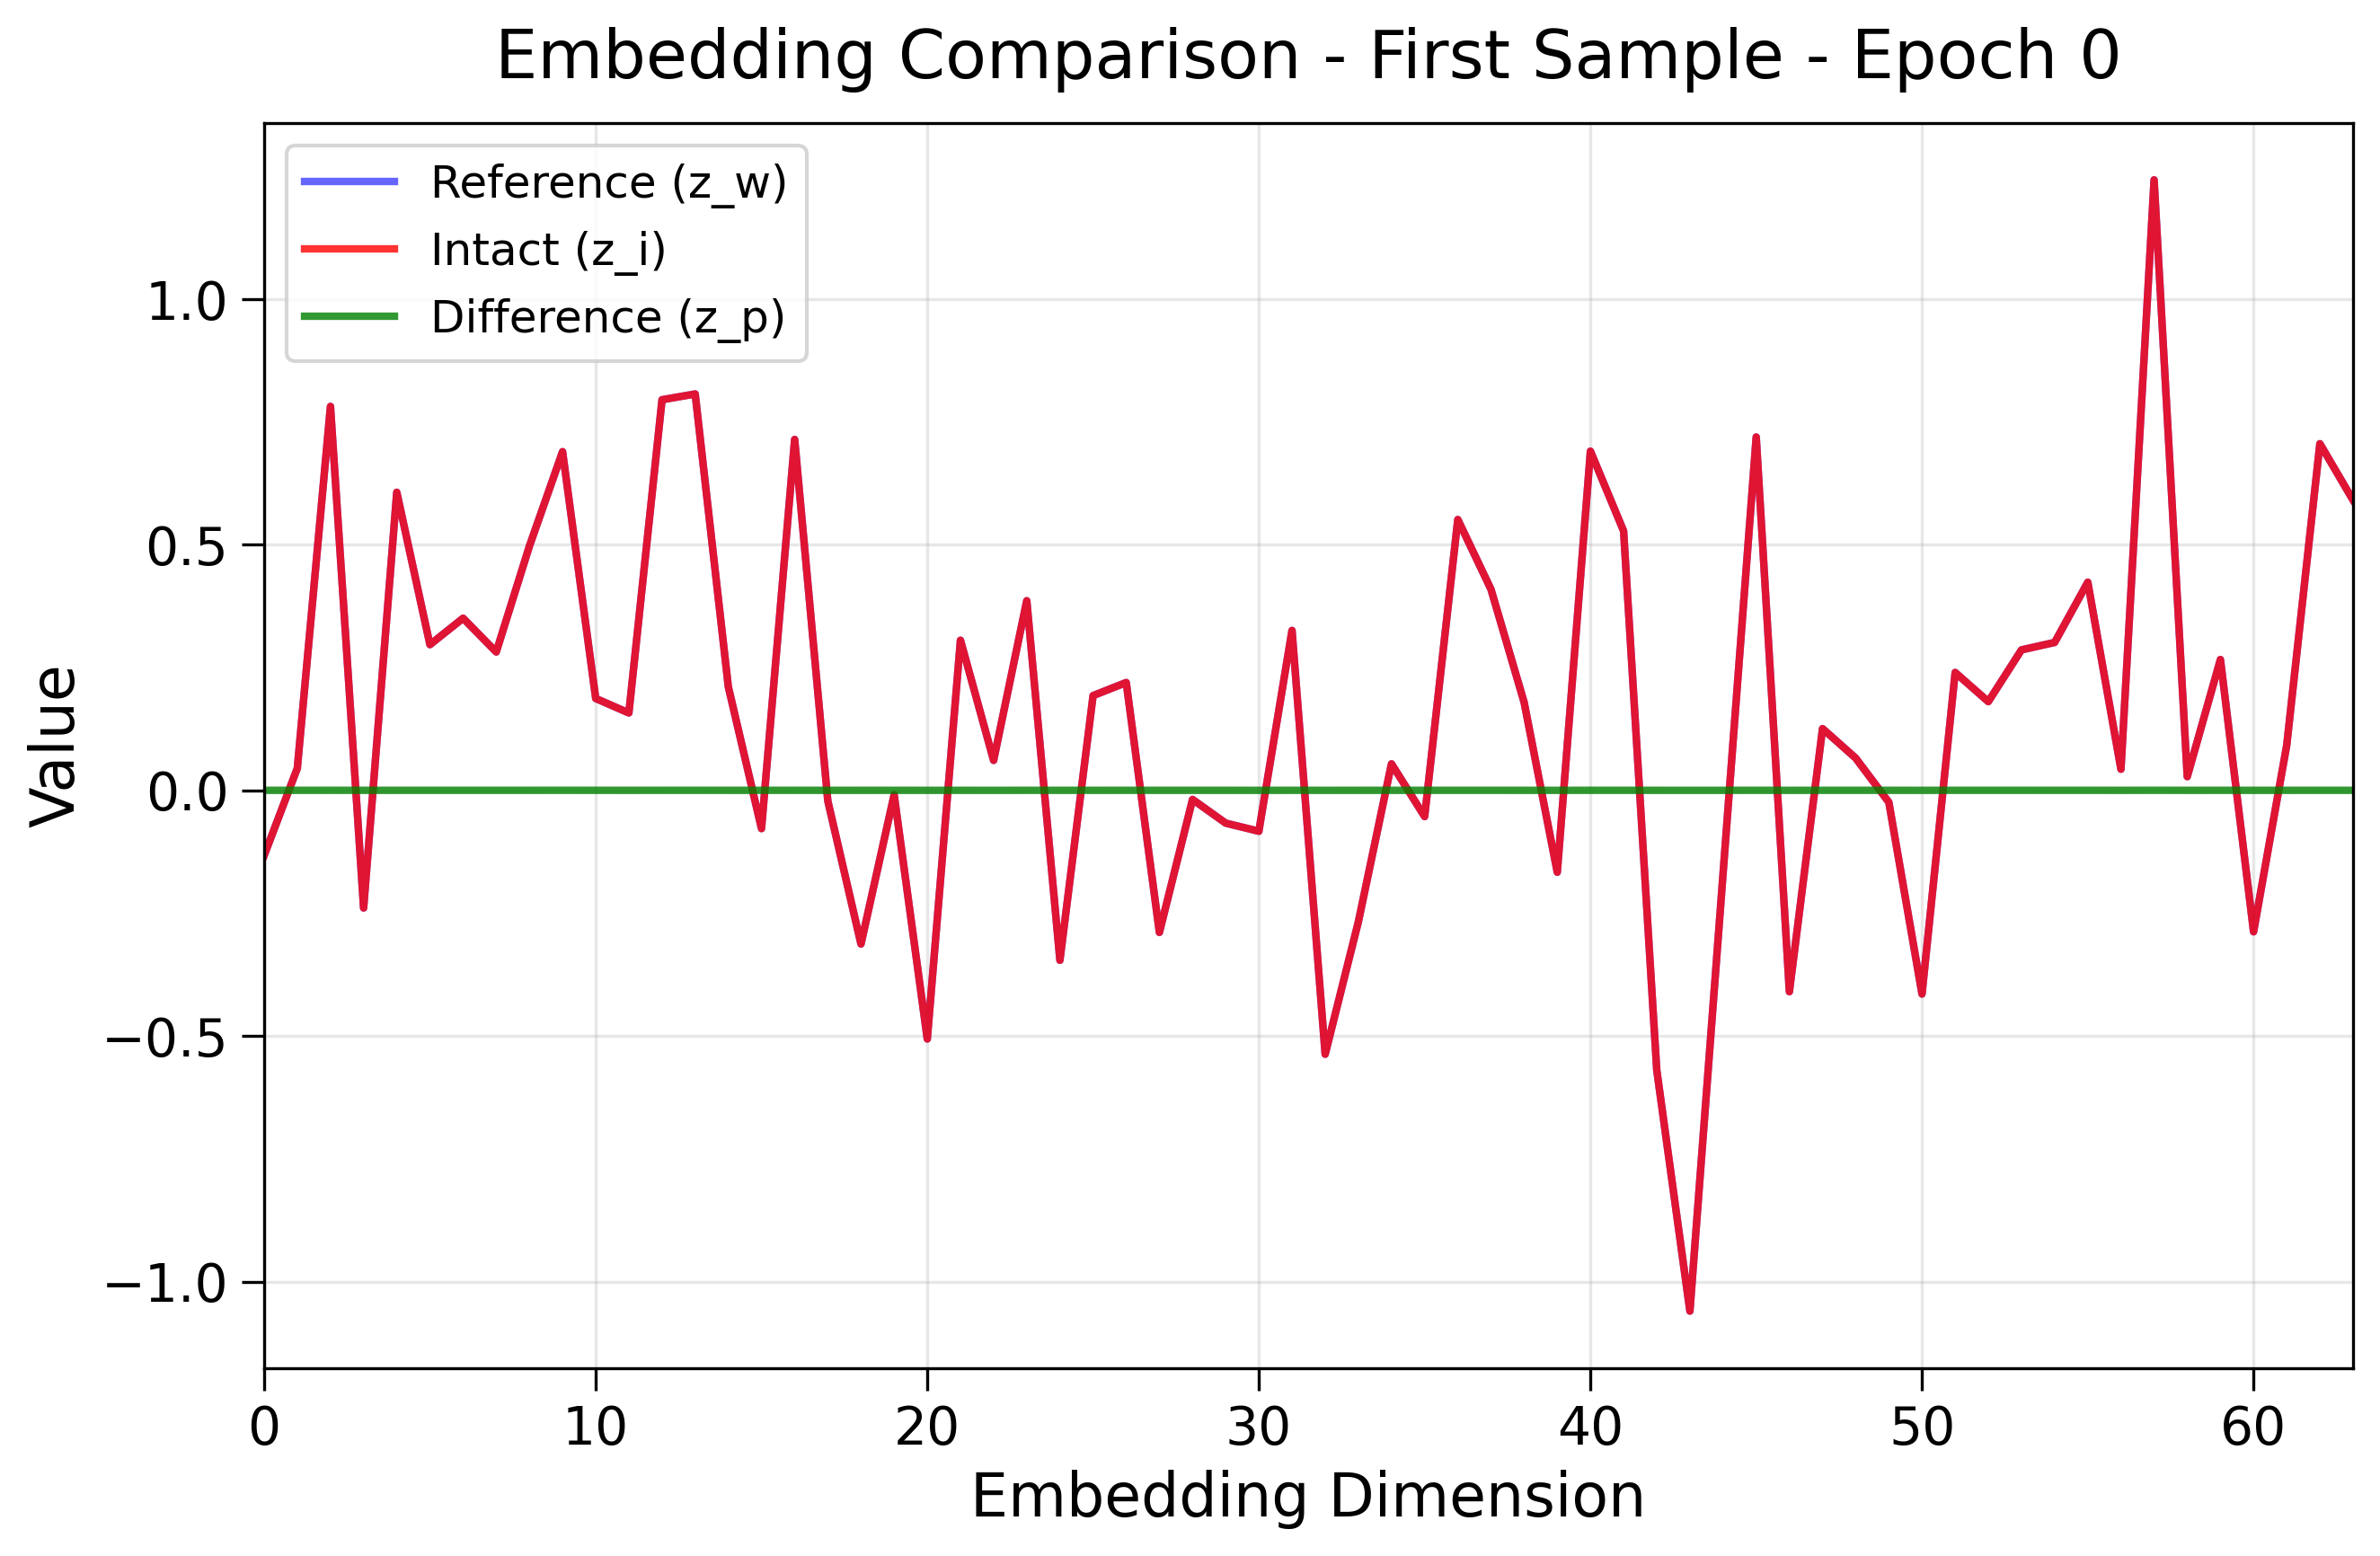 Embedding Comparison - First Sample - Epoch 0
Reference (z_w)
Intact (z_i)
Difference (z_p)
Value
1.0
0.5
0.0
−0.5
−1.0
0 10 20 30 40 50 60
Embedding Dimension